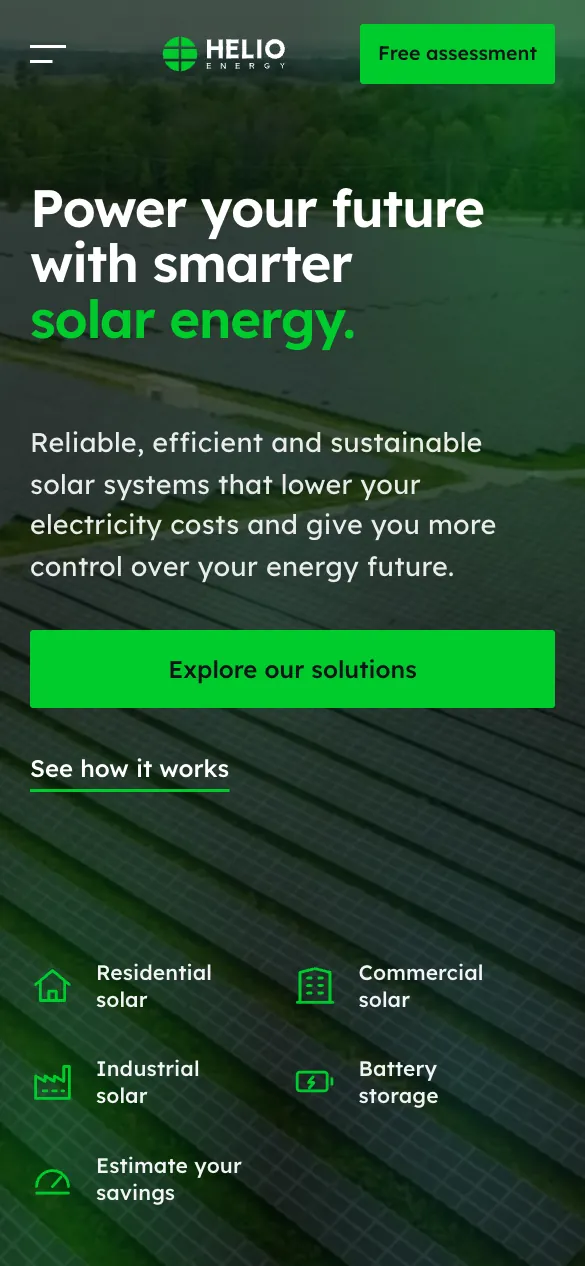 HELIO
ENERGY
Free assessment
Power your future
with smarter
solar energy.
Reliable, efficient and sustainable
solar systems that lower your
electricity costs and give you more
control over your energy future.
Explore our solutions
See how it works
Residential
solar
Commercial
solar
Industrial
solar
Battery
storage
Estimate your
savings